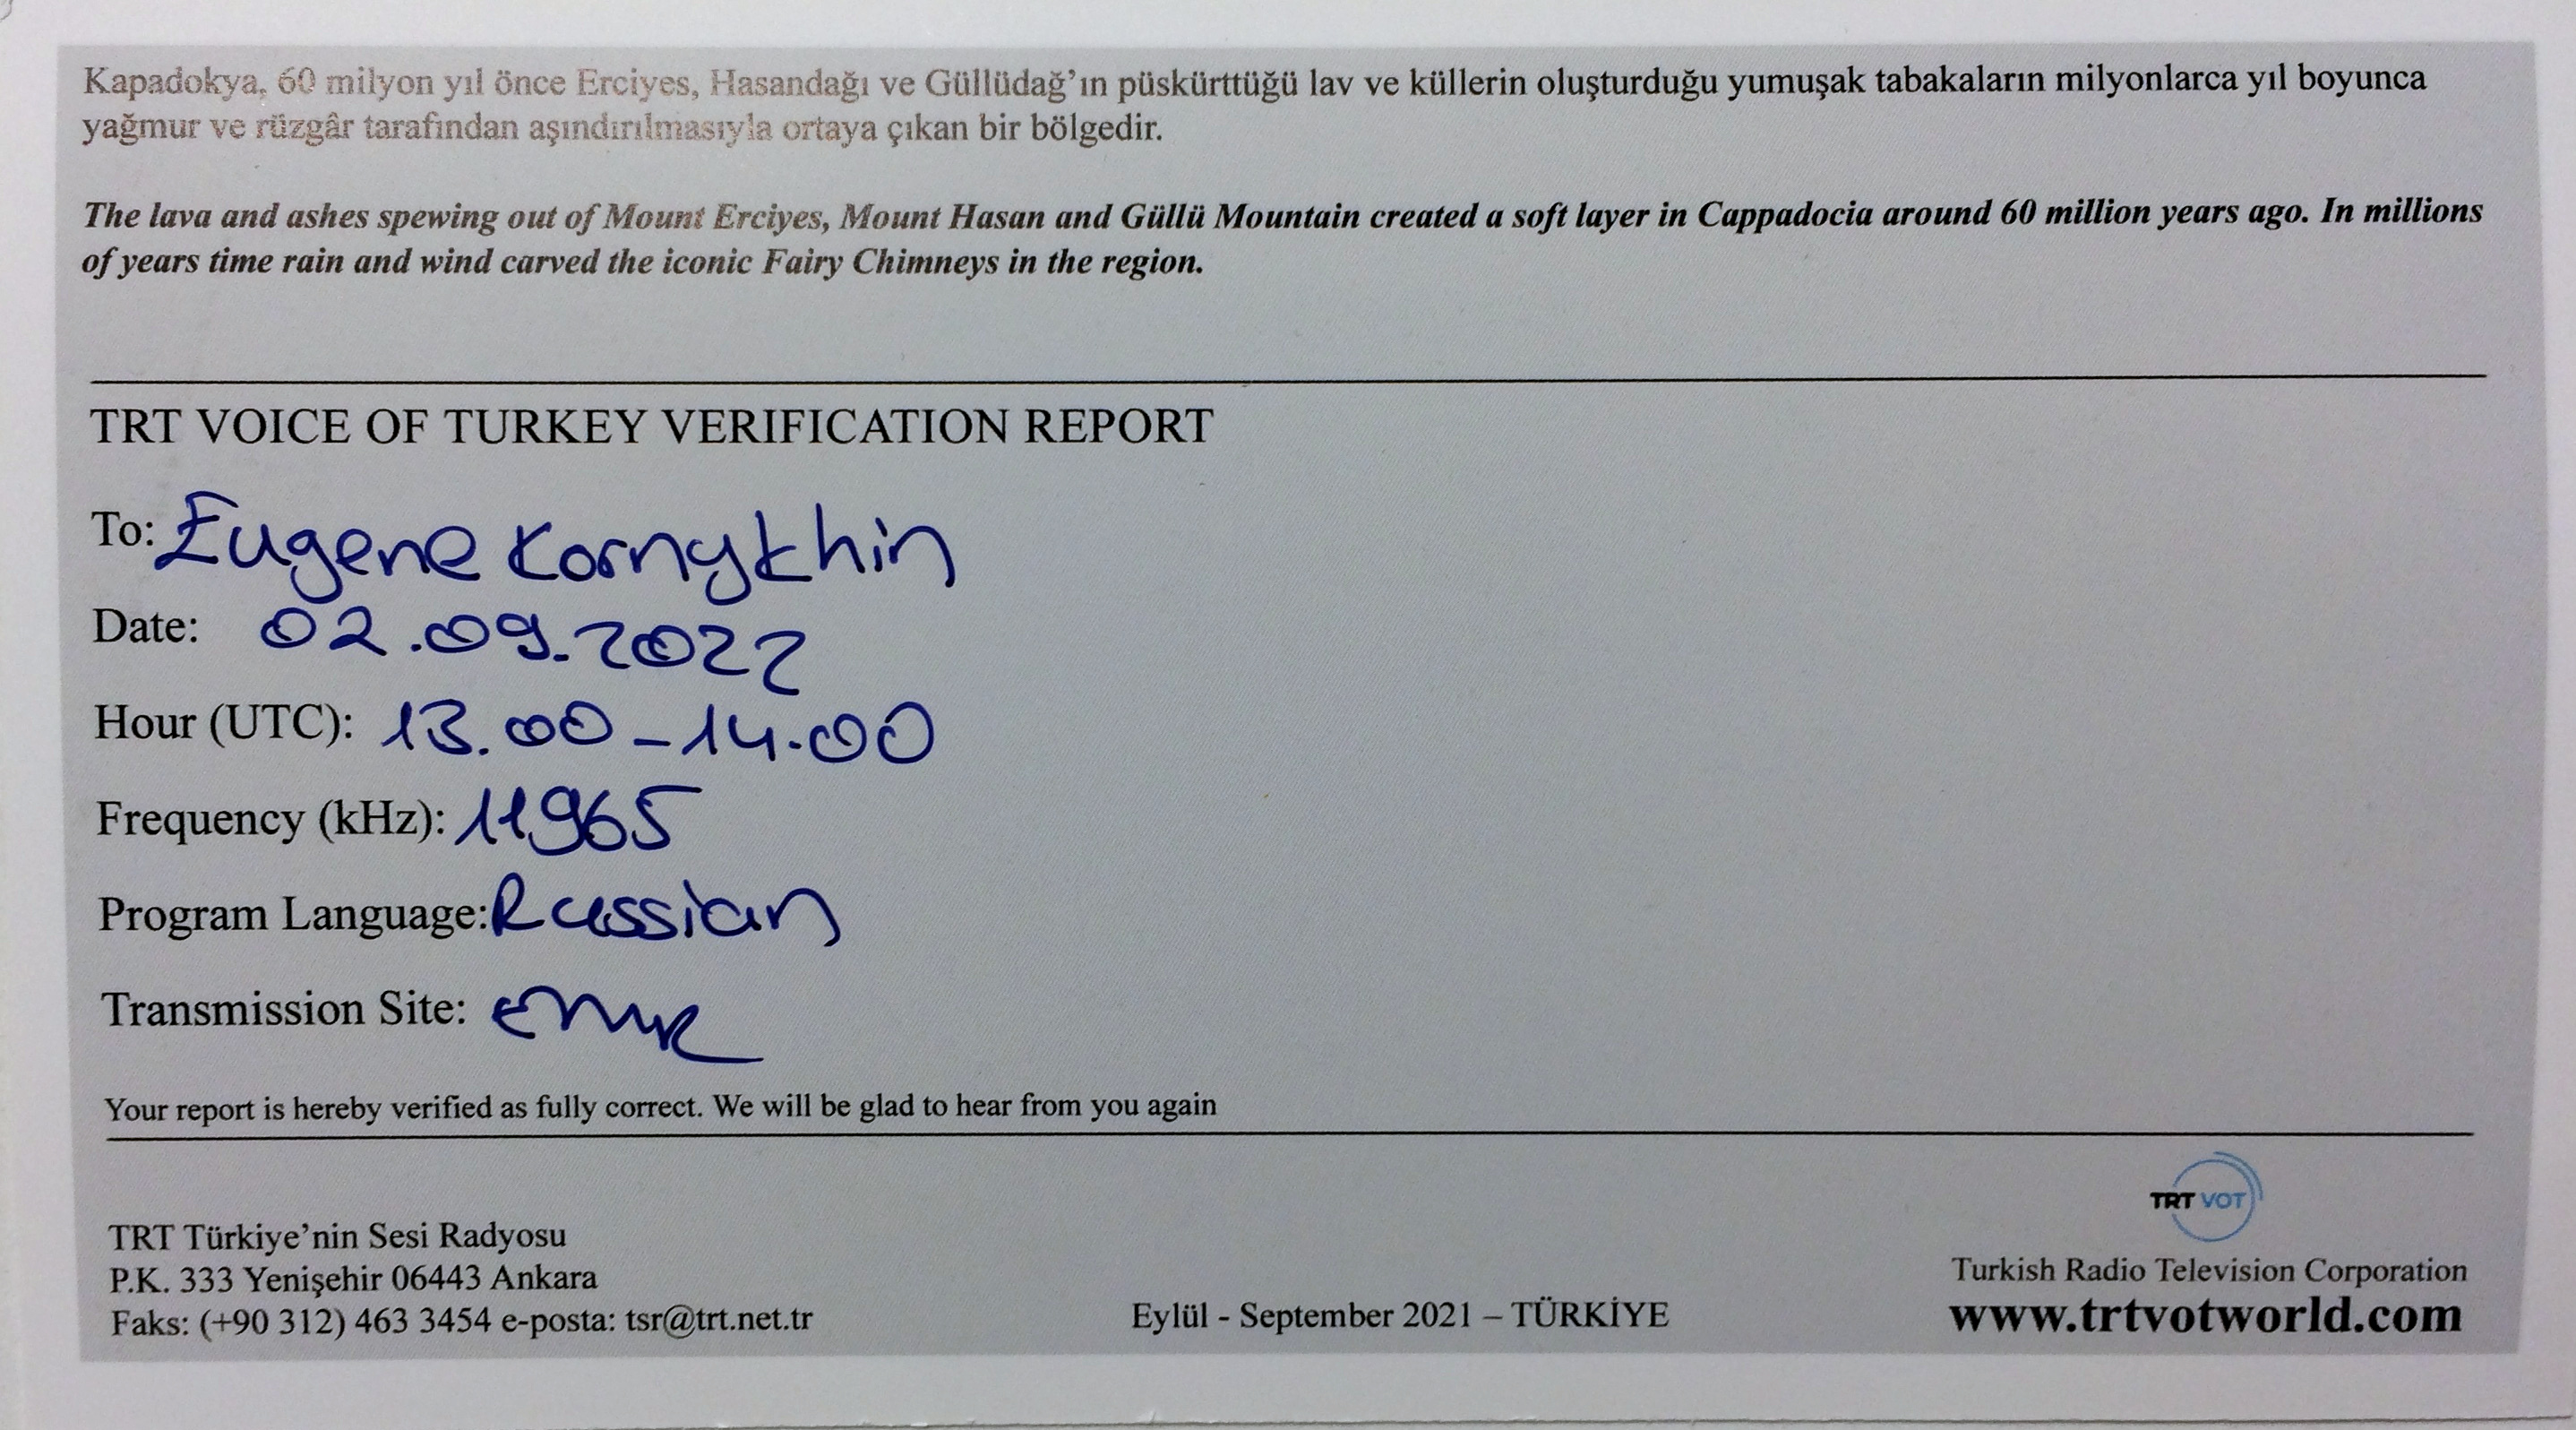 Kapadokya, 60 milyon yıl önce Erciyes, Hasandağı ve Güllüdağ’ın püskürttüğü lav ve küllerin oluşturduğu yumuşak tabakaların milyonlarca yıl boyunca
yağmur ve rüzgâr tarafından aşındırılmasıyla ortaya çıkan bir bölgedir.
The lava and ashes spewing out of Mount Erciyes, Mount Hasan and Güllü Mountain created a soft layer in Cappadocia around 60 million years ago. In millions
of years time rain and wind carved the iconic Fairy Chimneys in the region.
TRT VOICE OF TURKEY VERIFICATION REPORT
To: Eugene Kornykhin
Date: 02.09.2022
Hour (UTC): 13.00-14.00
Frequency (kHz): 11965
Program Language: Russian
Transmission Site: EMR
Your report is hereby verified as fully correct. We will be glad to hear from you again
TRT VOT
TRT Türkiye’nin Sesi Radyosu
P.K. 333 Yenişehir 06443 Ankara
Faks: (+90 312) 463 3454 e-posta: tsr@trt.net.tr
Eylül - September 2021 – TÜRKİYE
Turkish Radio Television Corporation
www.trtvotworld.com